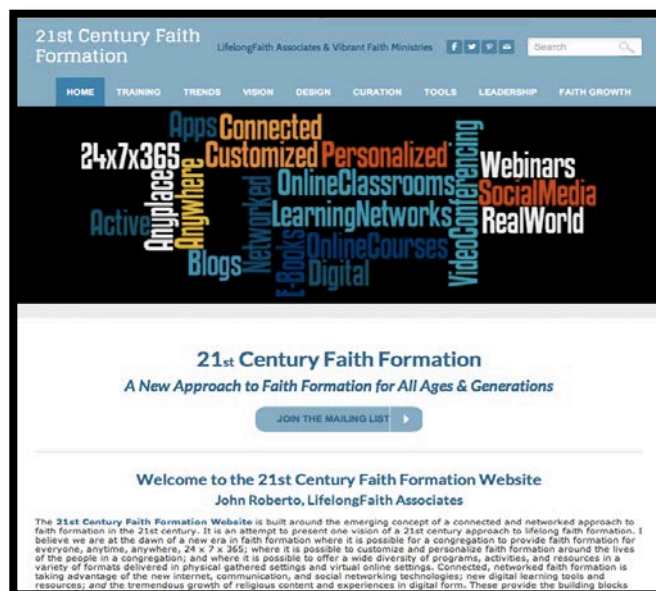 21st Century Faith
Formation
LifelongFaith Associates & Vibrant Faith Ministries
Search
HOME TRAINING TRENDS VISION DESIGN CURATION TOOLS LEADERSHIP FAITH GROWTH
Apps Connected
24x7x365 Customized Personalized
Anyplaces Anywhere Networked OnlineClassrooms VideoConferencing Webinars
Active LearningNetworks SocialMedia
Blogs E-Books OnlineCourses RealWorld
Digital
21st Century Faith Formation
A New Approach to Faith Formation for All Ages & Generations
JOIN THE MAILING LIST
Welcome to the 21st Century Faith Formation Website
John Roberto, LifelongFaith Associates
The 21st Century Faith Formation Website is built around the emerging concept of a connected and networked approach to
faith formation in the 21st century. It is an attempt to present one vision of a 21st century approach to lifelong faith formation. I
believe we are at the dawn of a new era in faith formation where it is possible for a congregation to provide faith formation for
everyone, anytime, anywhere, 24 x 7 x 365; where it is possible to customize and personalize faith formation around the lives
of the people in a congregation; and where it is possible to offer a wide diversity of programs, activities, and resources in a
variety of formats delivered in physical gathered settings and virtual online settings. Connected, networked faith formation is
taking advantage of the new internet, communication, and social networking technologies; new digital learning tools and
resources; and the tremendous growth of religious content and experiences in digital form. These provide the building blocks